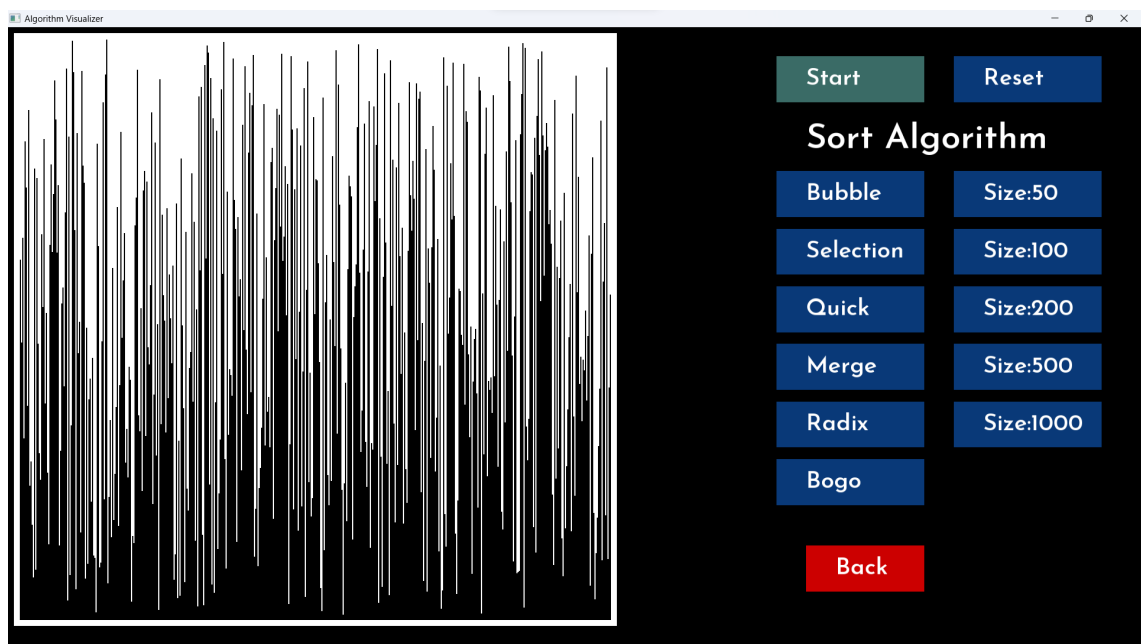 Algorithm Visualizer
Start
Reset
Sort Algorithm
Bubble
Size:50
Selection
Size:100
Quick
Size:200
Merge
Size:500
Radix
Size:1000
Bogo
Back